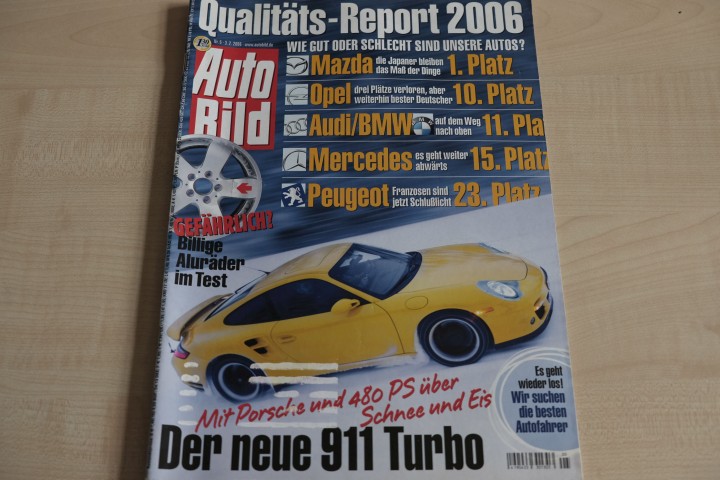 Qualitäts-Report 2006
WIE GUT ODER SCHLECHT SIND UNSERE AUTOS?
Auto
Bild
Mazda die Japaner bleiben
das Maß der Dinge 1. Platz
Opel drei Plätze verloren, aber
weiterhin bester Deutscher 10. Platz
Audi/BMW auf dem Weg
nach oben 11. Pla
Mercedes es geht weiter
abwärts 15. Platz
Peugeot Franzosen sind
jetzt Schlußlicht 23. Platz
GEFÄHRLICH?
Billige
Aluräder
im Test
Es geht
wieder los!
Wir suchen
die besten
Autofahrer
Mit Porsche und 480 PS über
Schnee und Eis
Der neue 911 Turbo